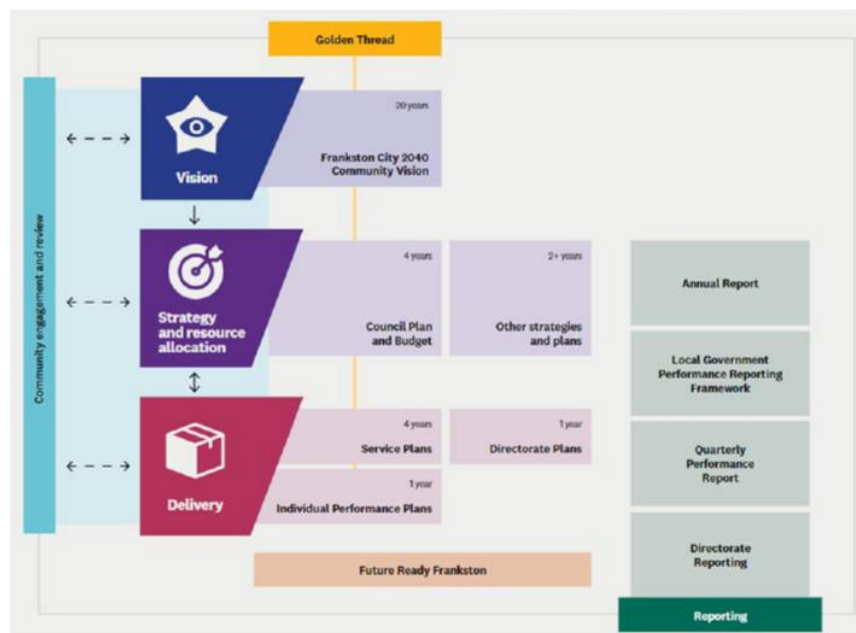 Golden Thread
Community engagement and review
Vision
20 years
Frankston City 2040
Community Vision
Strategy
and resource
allocation
4 years
Council Plan
and Budget
2+ years
Other strategies
and plans
Delivery
4 years
Service Plans
1 year
Directorate Plans
1 year
Individual Performance Plans
Future Ready Frankston
Annual Report
Local Government
Performance Reporting
Framework
Quarterly
Performance
Report
Directorate
Reporting
Reporting